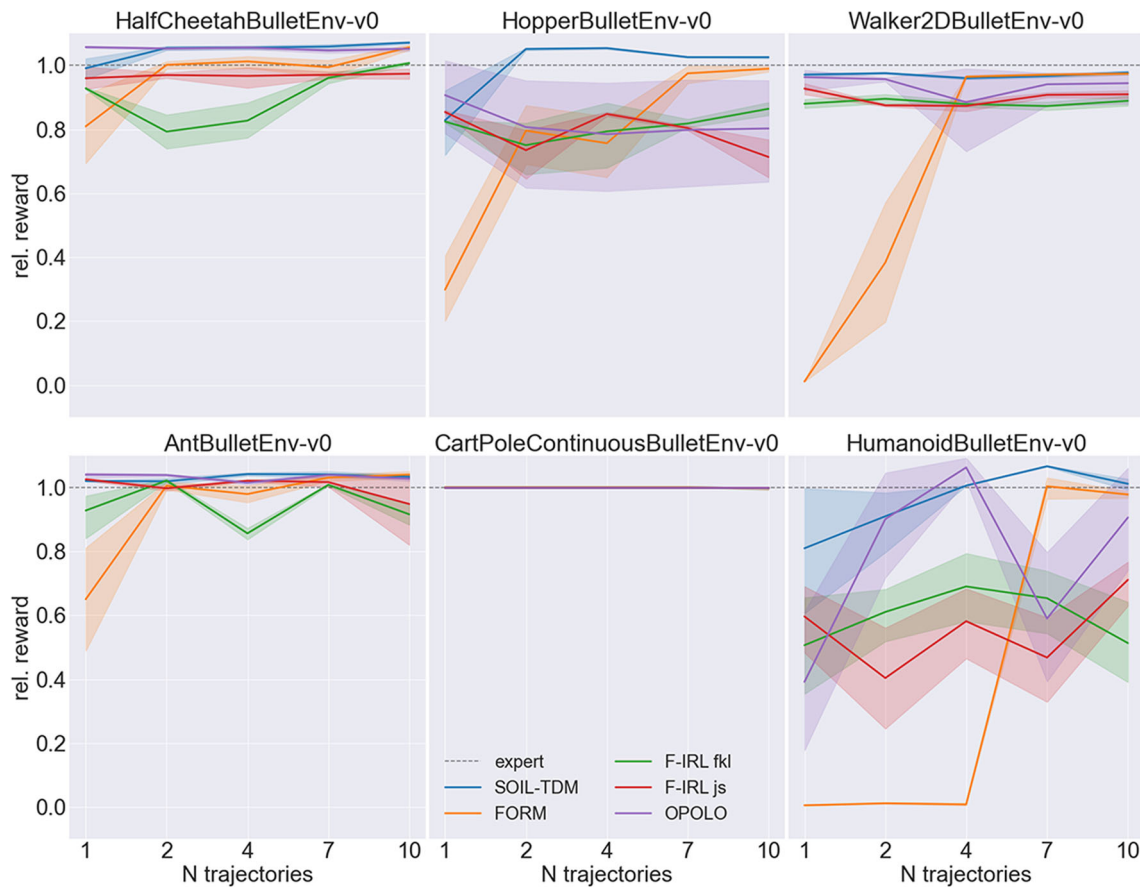 HalfCheetahBulletEnv-v0
HopperBulletEnv-v0
Walker2DBulletEnv-v0
rel. reward
1.0
0.8
0.6
0.4
0.2
0.0
AntBulletEnv-v0
CartPoleContinuousBulletEnv-v0
HumanoidBulletEnv-v0
rel. reward
1.0
0.8
0.6
0.4
0.2
0.0
expert
SOIL-TDM
FORM
F-IRL fkl
F-IRL js
OPOLO
1 2 4 7 10
1 2 4 7 10
1 2 4 7 10
N trajectories
N trajectories
N trajectories